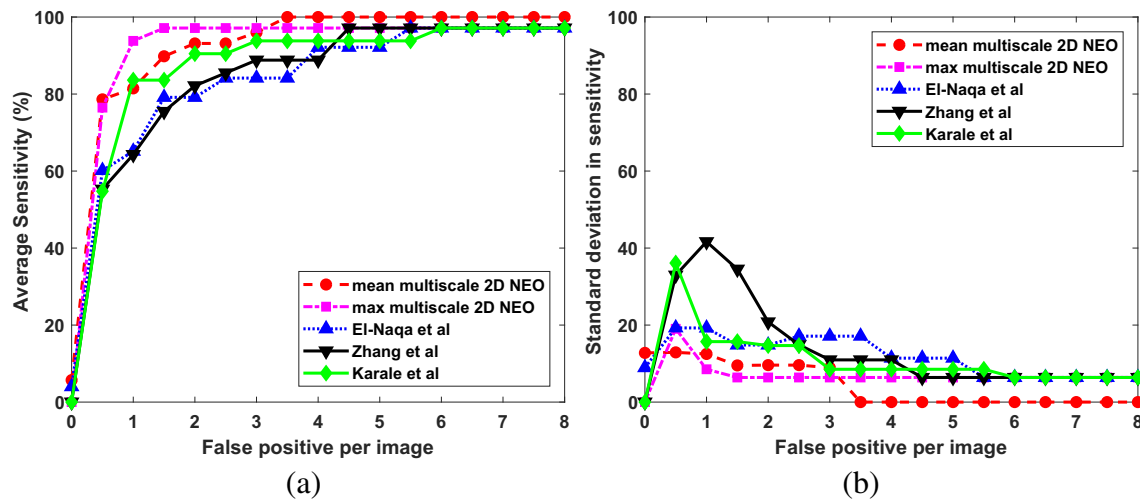 100
80
60
40
20
0
Average Sensitivity (%)
mean multiscale 2D NEO
max multiscale 2D NEO
El-Naqa et al
Zhang et al
Karale et al
0 1 2 3 4 5 6 7 8
False positive per image
(a)
100
80
60
40
20
0
Standard deviation in sensitivity
mean multiscale 2D NEO
max multiscale 2D NEO
El-Naqa et al
Zhang et al
Karale et al
0 1 2 3 4 5 6 7 8
False positive per image
(b)